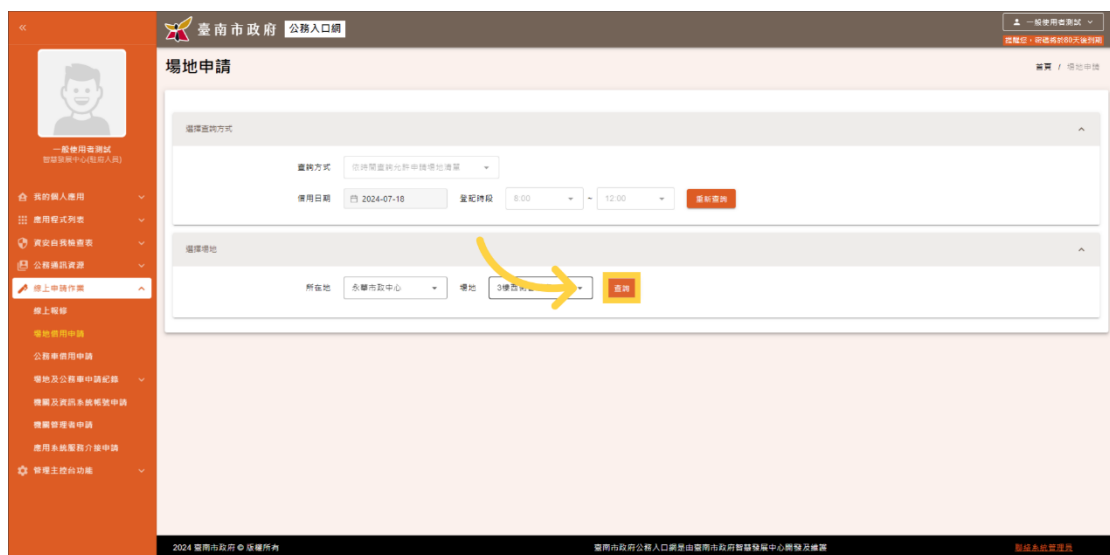 «
臺南市政府 公務入口網
一般使用者測試
提醒您,密碼將於80天後到期
場地申請
首頁 / 場地申請
一般使用者測試
智慧發展中心(駐府人員)
我的個人應用
應用程式列表
資安自我檢查表
公務通訊資源
線上申請作業
線上報修
場地借用申請
公務車借用申請
場地及公務車申請紀錄
機關及資訊系統帳號申請
機關管理者申請
應用系統服務介接申請
管理主控台功能
選擇查詢方式
查詢方式 依時間查詢允許申請場地清單
借用日期 2024-07-18 登記時段 8:00 ~ 12:00 重新查詢
選擇場地
所在地 永華市政中心 場地 3樓西側 查詢
2024 臺南市政府 © 版權所有
臺南市政府公務入口網是由臺南市政府智慧發展中心開發及維護
聯絡系統管理員